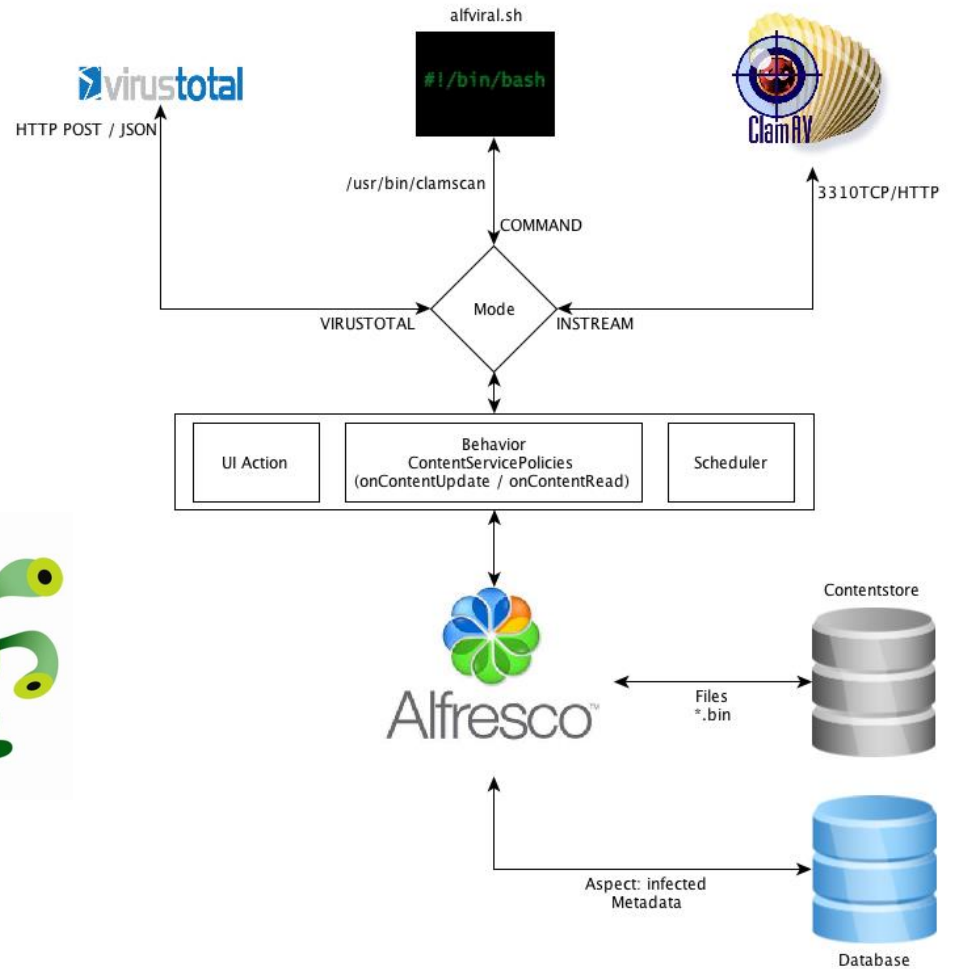 alfviral.sh
#!/bin/bash
virustotal
ClamAV
HTTP POST / JSON
/usr/bin/clamscan
3310TCP/HTTP
COMMAND
Mode
VIRUSTOTAL
INSTREAM
UI Action
Behavior
ContentServicePolicies
(onContentUpdate / onContentRead)
Scheduler
Contentstore
Alfresco™
Files
*.bin
Aspect: infected
Metadata
Database